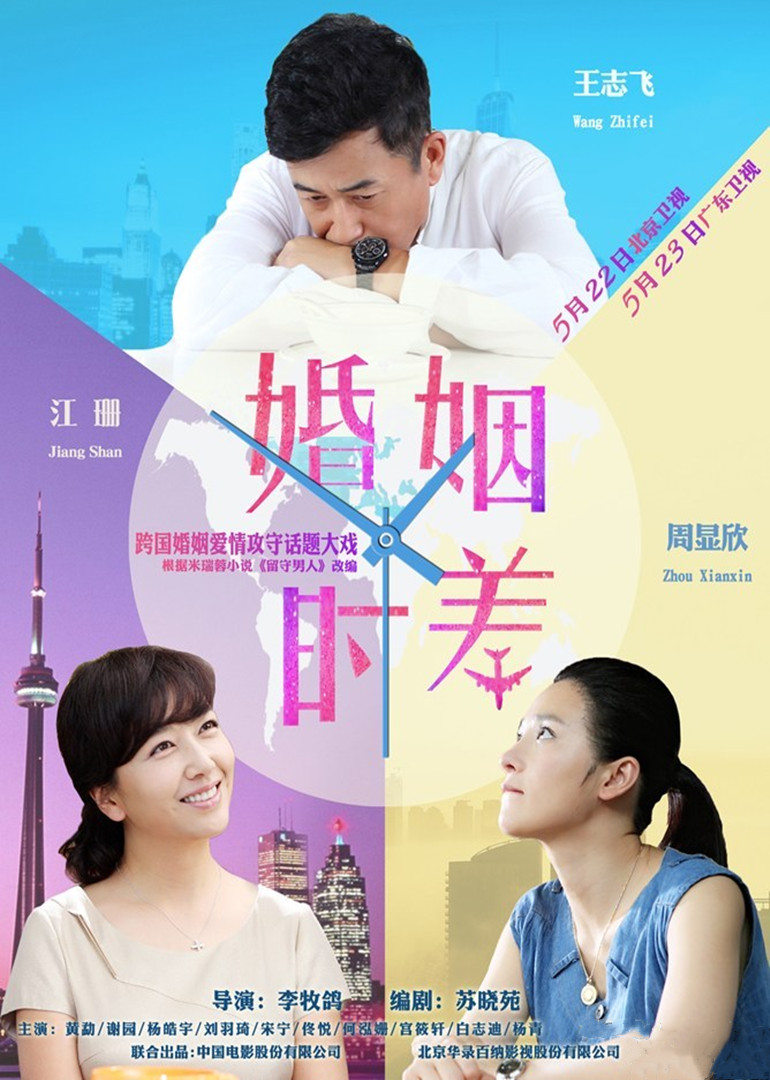 王志飞
Wang Zhifei
5月22日北京卫视
5月23日广东卫视
江珊
Jiang Shan
婚姻
时差
跨国婚姻爱情攻守话题大戏
根据米瑞蓉小说《留守男人》改编
周显欣
Zhou Xianxin
导演：李牧鸽 编剧：苏晓苑
主演：黄勐/谢园/杨皓宇/刘羽琦/宋宁/佟悦/何泓姗/宫筱轩/白志迪/杨青
联合出品：中国电影股份有限公司 北京华录百纳影视股份有限公司